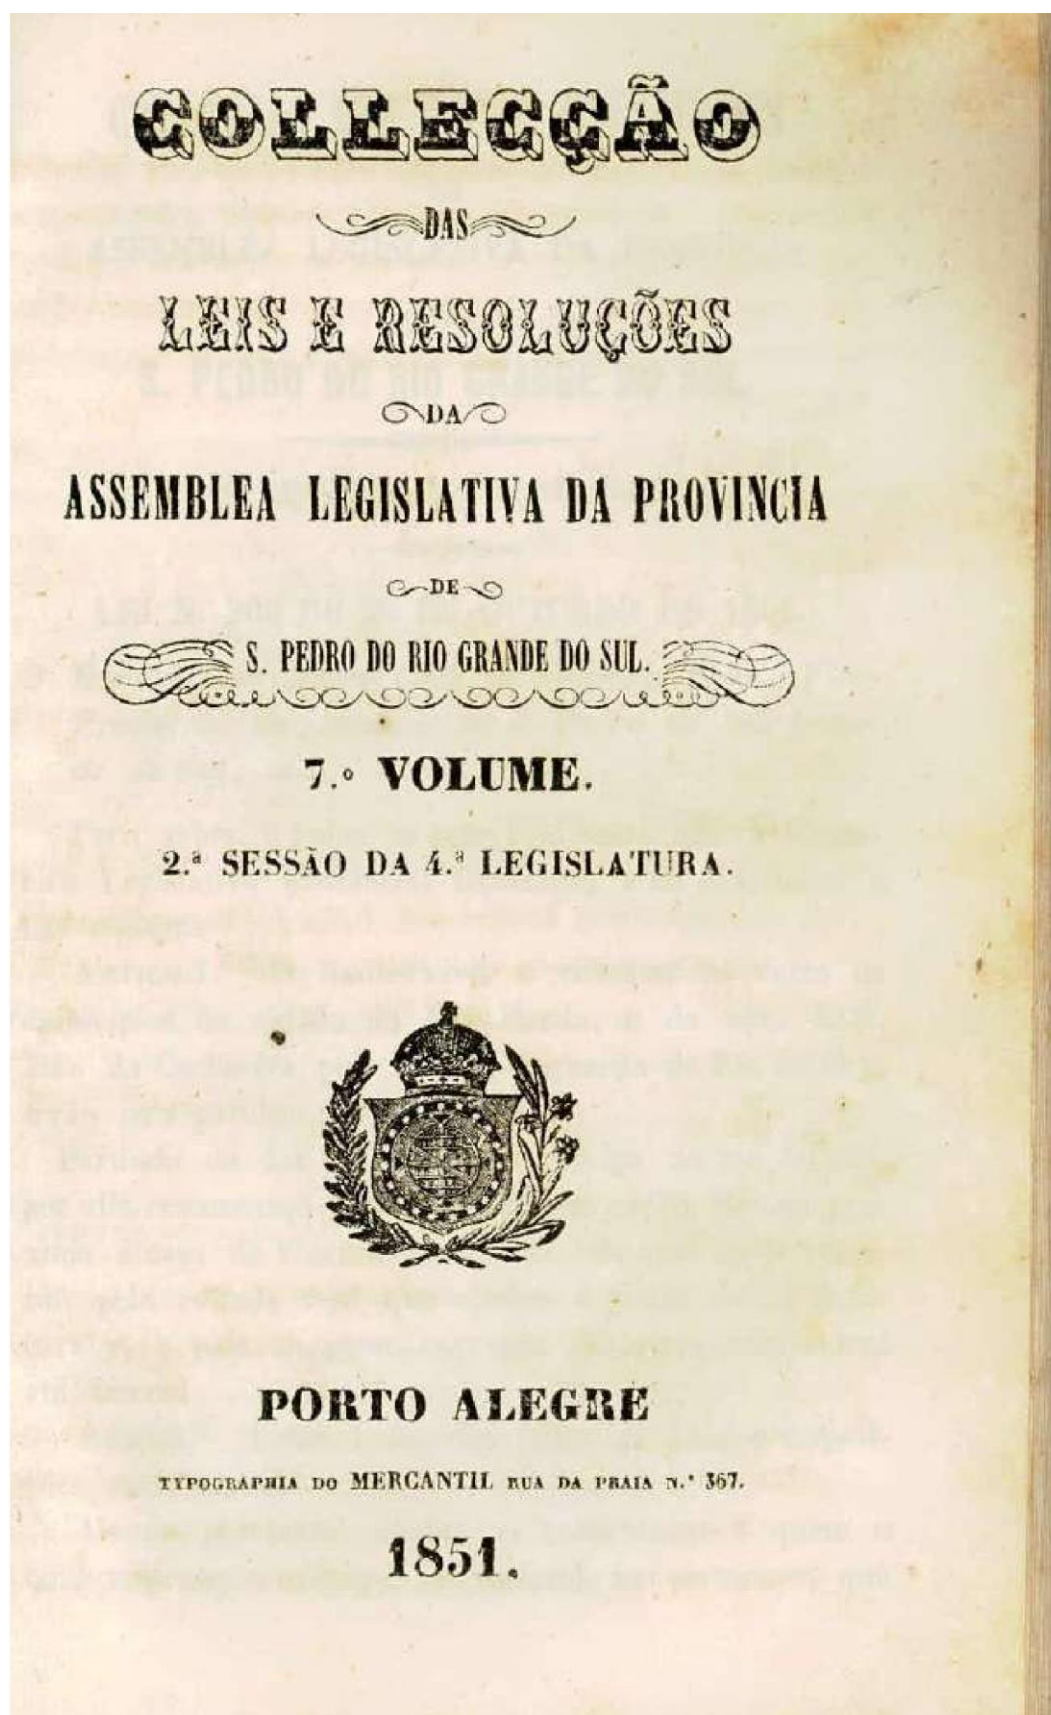 COLLECÇÃO
DAS
LEIS E RESOLUÇÕES
DA
ASSEMBLEA LEGISLATIVA DA PROVINCIA
DE
S. PEDRO DO RIO GRANDE DO SUL.
7.º VOLUME.
2.ª SESSÃO DA 4.ª LEGISLATURA.
PORTO ALEGRE
TYPOGRAPHIA DO MERCANTIL RUA DA PRAIA N.º 367.
1851.